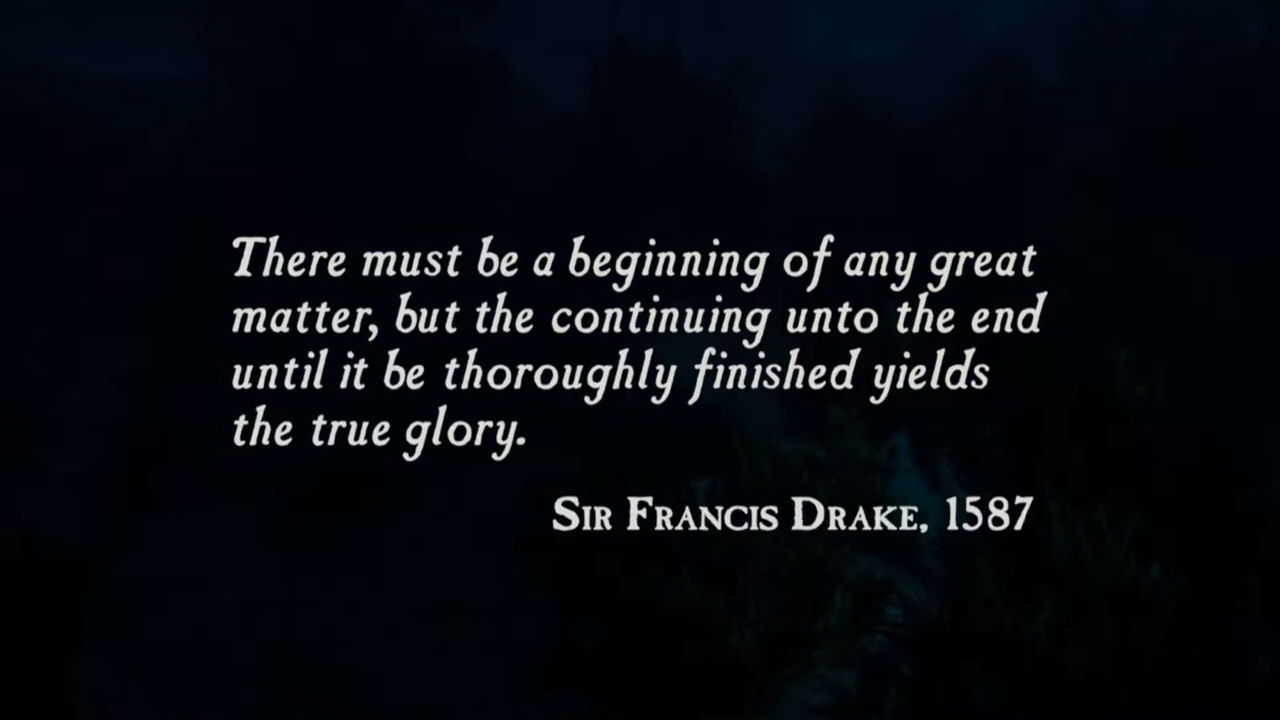 There must be a beginning of any great
matter, but the continuing unto the end
until it be thoroughly finished yields
the true glory.
SIR FRANCIS DRAKE, 1587